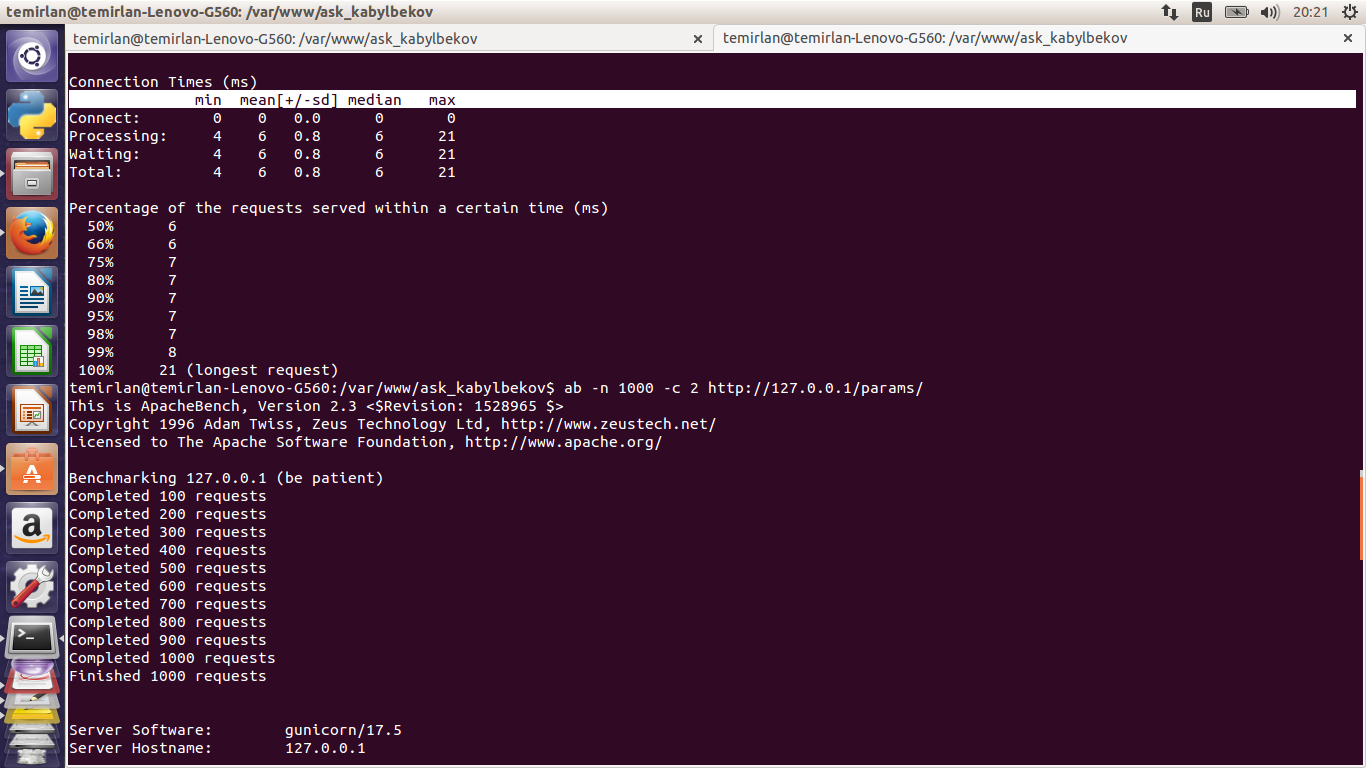 temirlan@temirlan-Lenovo-G560: /var/www/ask_kabylbekov
Ru
20:21
temirlan@temirlan-Lenovo-G560: /var/www/ask_kabylbekov
temirlan@temirlan-Lenovo-G560: /var/www/ask_kabylbekov
Connection Times (ms)
              min  mean[+/-sd] median   max
Connect:        0    0   0.0      0       0
Processing:     4    6   0.8      6      21
Waiting:        4    6   0.8      6      21
Total:          4    6   0.8      6      21
Percentage of the requests served within a certain time (ms)
  50%      6
  66%      6
  75%      7
  80%      7
  90%      7
  95%      7
  98%      7
  99%      8
 100%     21 (longest request)
temirlan@temirlan-Lenovo-G560:/var/www/ask_kabylbekov$ ab -n 1000 -c 2 http://127.0.0.1/params/
This is ApacheBench, Version 2.3 <$Revision: 1528965 $>
Copyright 1996 Adam Twiss, Zeus Technology Ltd, http://www.zeustech.net/
Licensed to The Apache Software Foundation, http://www.apache.org/
Benchmarking 127.0.0.1 (be patient)
Completed 100 requests
Completed 200 requests
Completed 300 requests
Completed 400 requests
Completed 500 requests
Completed 600 requests
Completed 700 requests
Completed 800 requests
Completed 900 requests
Completed 1000 requests
Finished 1000 requests
Server Software:        gunicorn/17.5
Server Hostname:        127.0.0.1